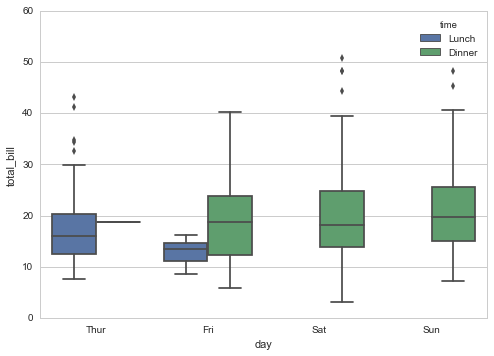 60
50
40
30
20
10
0
total_bill
time
Lunch
Dinner
Thur
Fri
Sat
Sun
day